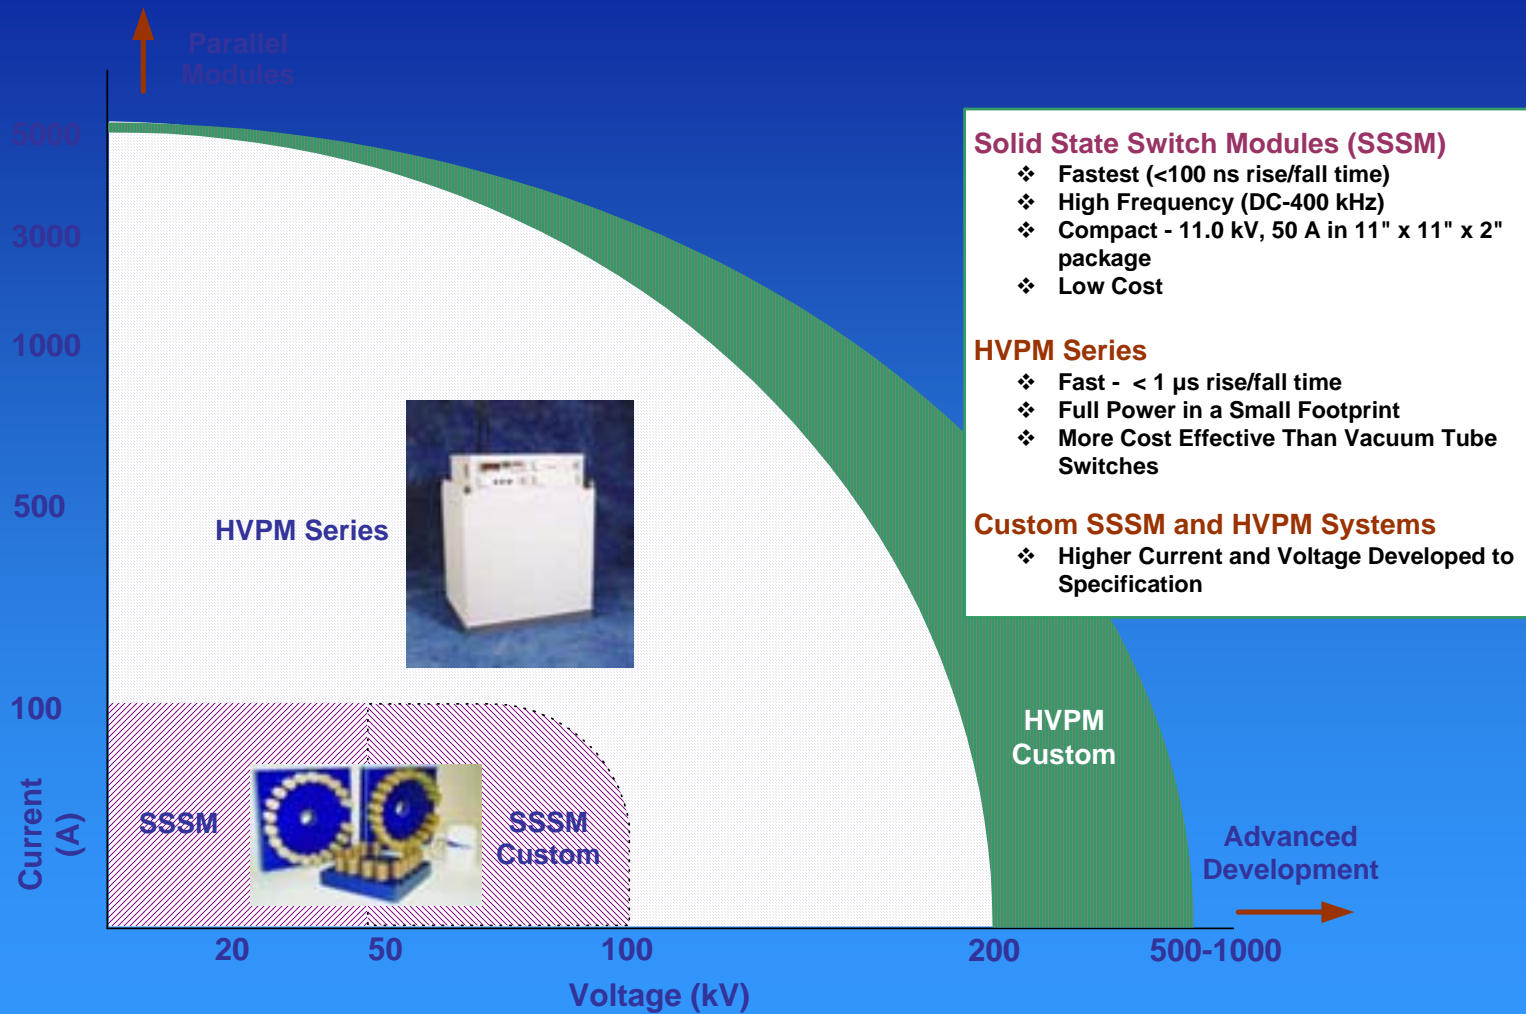 Parallel
Modules
5000
3000
1000
500
100
Current
(A)
HVPM Series
SSSM
SSSM
Custom
HVPM
Custom
Advanced
Development
20
50
100
200
500-1000
Voltage (kV)
Solid State Switch Modules (SSSM)
❖ Fastest (<100 ns rise/fall time)
❖ High Frequency (DC-400 kHz)
❖ Compact - 11.0 kV, 50 A in 11" x 11" x 2"
package
❖ Low Cost
HVPM Series
❖ Fast - < 1 µs rise/fall time
❖ Full Power in a Small Footprint
❖ More Cost Effective Than Vacuum Tube
Switches
Custom SSSM and HVPM Systems
❖ Higher Current and Voltage Developed to
Specification